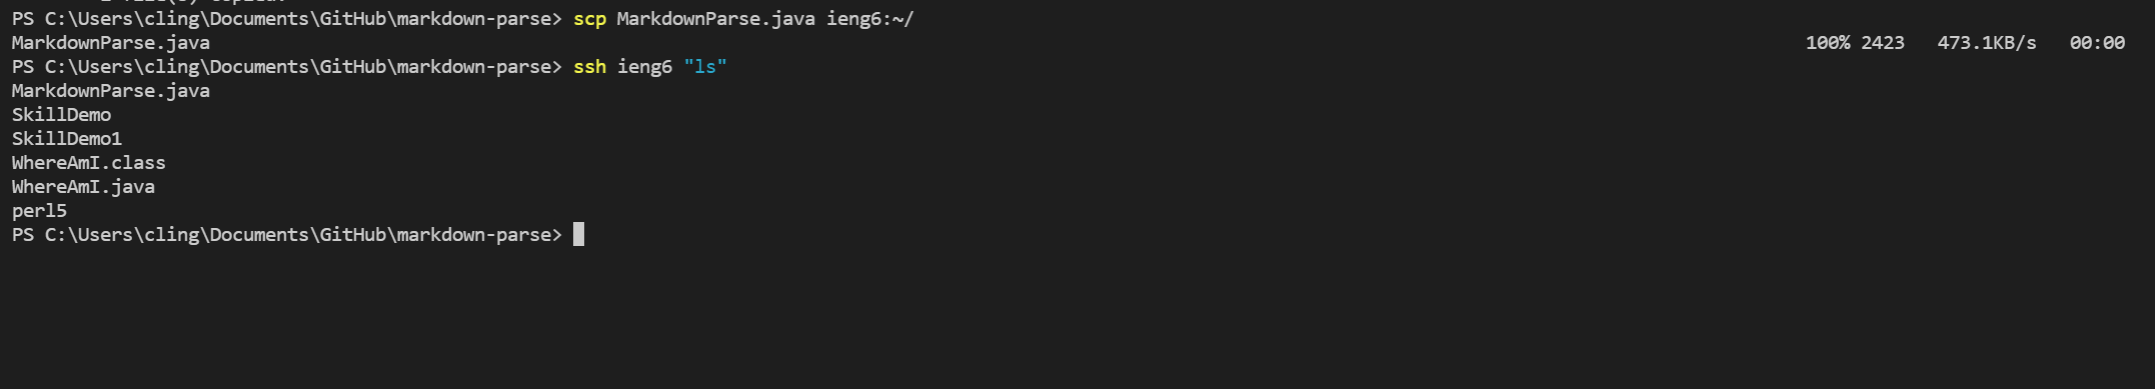 PS C:\Users\cling\Documents\GitHub\markdown-parse> scp MarkdownParse.java ieng6:~/
MarkdownParse.java 100% 2423 473.1KB/s 00:00
PS C:\Users\cling\Documents\GitHub\markdown-parse> ssh ieng6 "ls"
MarkdownParse.java
SkillDemo
SkillDemo1
WhereAmI.class
WhereAmI.java
perl5
PS C:\Users\cling\Documents\GitHub\markdown-parse>